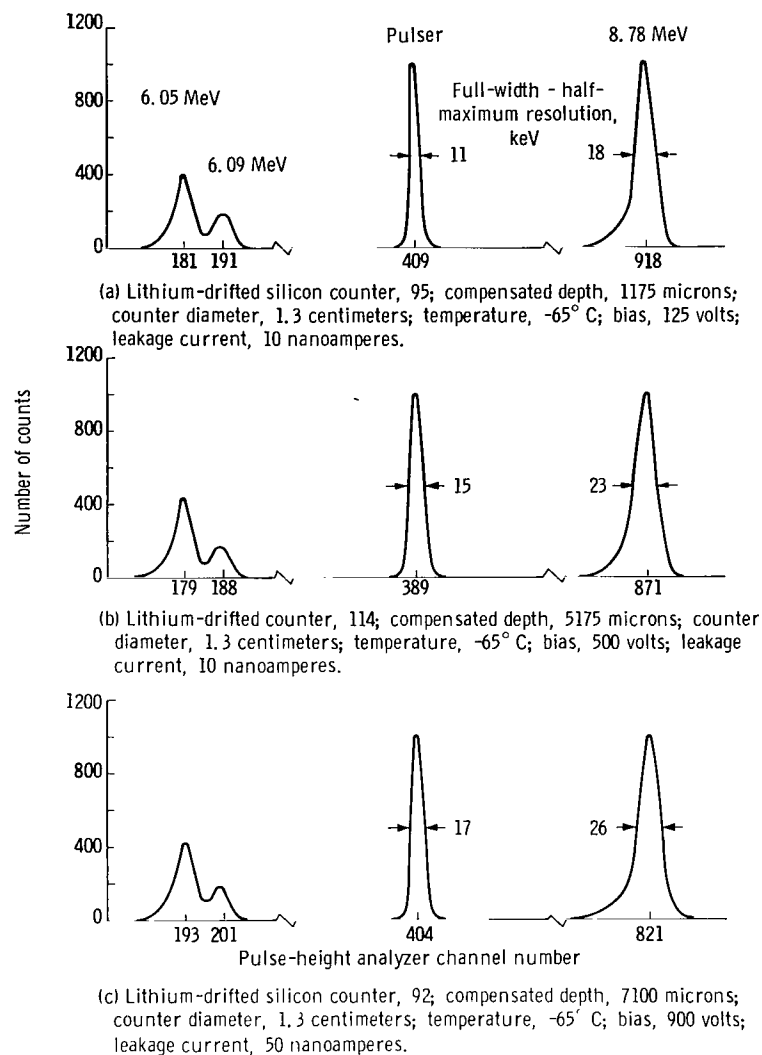 1200
Pulser
8.78 MeV
800
6.05 MeV
Full-width - half-
maximum resolution,
keV
6.09 MeV
11
18
400
0
181 191
409
918
(a) Lithium-drifted silicon counter, 95; compensated depth, 1175 microns;
counter diameter, 1.3 centimeters; temperature, -65° C; bias, 125 volts;
leakage current, 10 nanoamperes.
1200
800
15
23
400
0
179 188
389
871
Number of counts
(b) Lithium-drifted counter, 114; compensated depth, 5175 microns; counter
diameter, 1.3 centimeters; temperature, -65° C; bias, 500 volts; leakage
current, 10 nanoamperes.
1200
800
17
26
400
0
193 201
404
821
Pulse-height analyzer channel number
(c) Lithium-drifted silicon counter, 92; compensated depth, 7100 microns;
counter diameter, 1.3 centimeters; temperature, -65° C; bias, 900 volts;
leakage current, 50 nanoamperes.